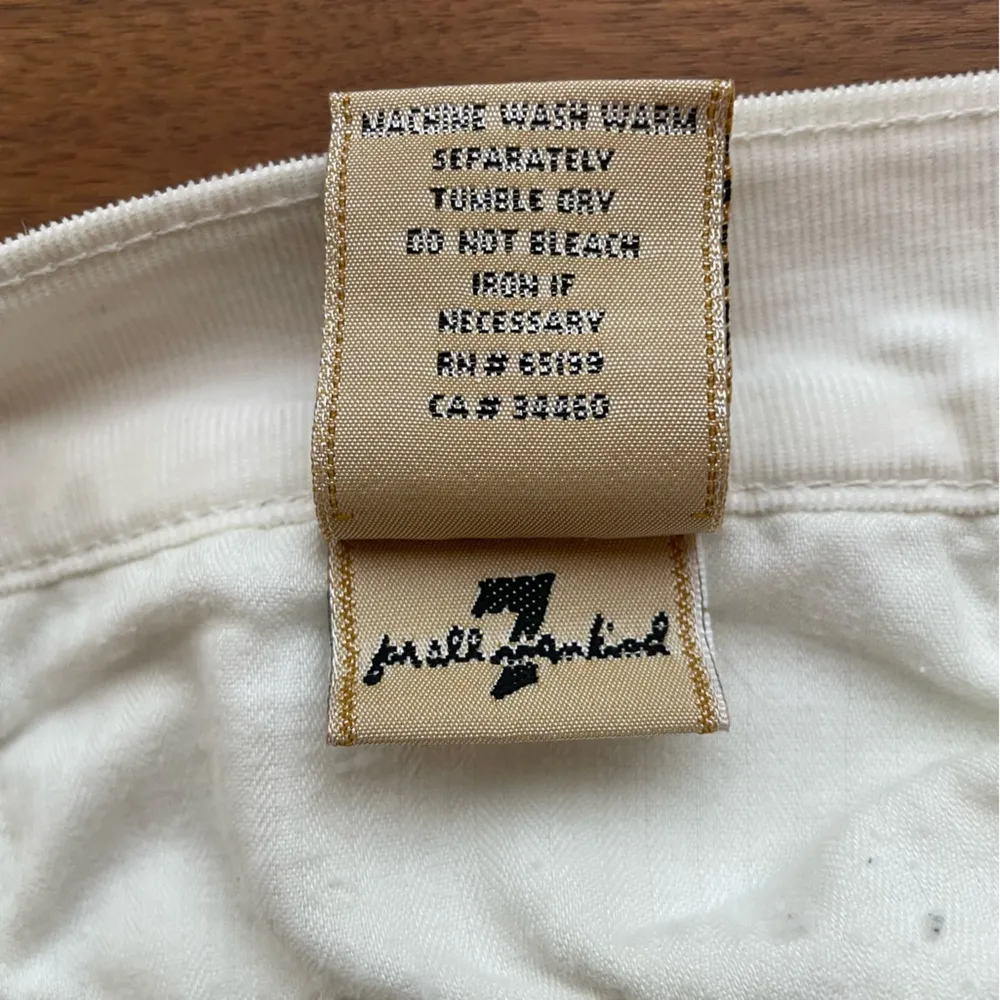 MACHINE WASH WARM
SEPARATELY
TUMBLE DRY
DO NOT BLEACH
IRON IF
NECESSARY
RN # 65199
CA # 34460
7
for all mankind